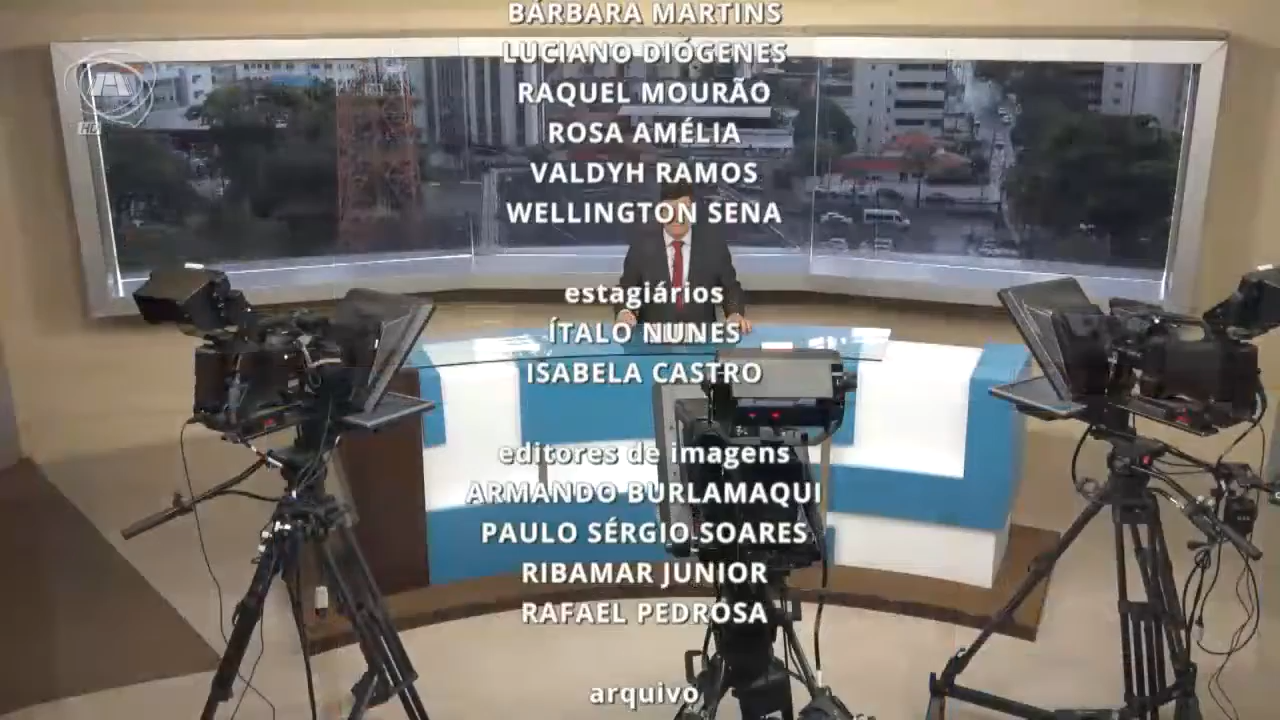 BÁRBARA MARTINS
LUCIANO DIÓGENES
RAQUEL MOURÃO
ROSA AMÉLIA
VALDYH RAMOS
WELLINGTON SENA
estagiários
ÍTALO NUNES
ISABELA CASTRO
editores de imagens
ARMANDO BURLAMAQUI
PAULO SÉRGIO SOARES
RIBAMAR JUNIOR
RAFAEL PEDROSA
arquivo
HD